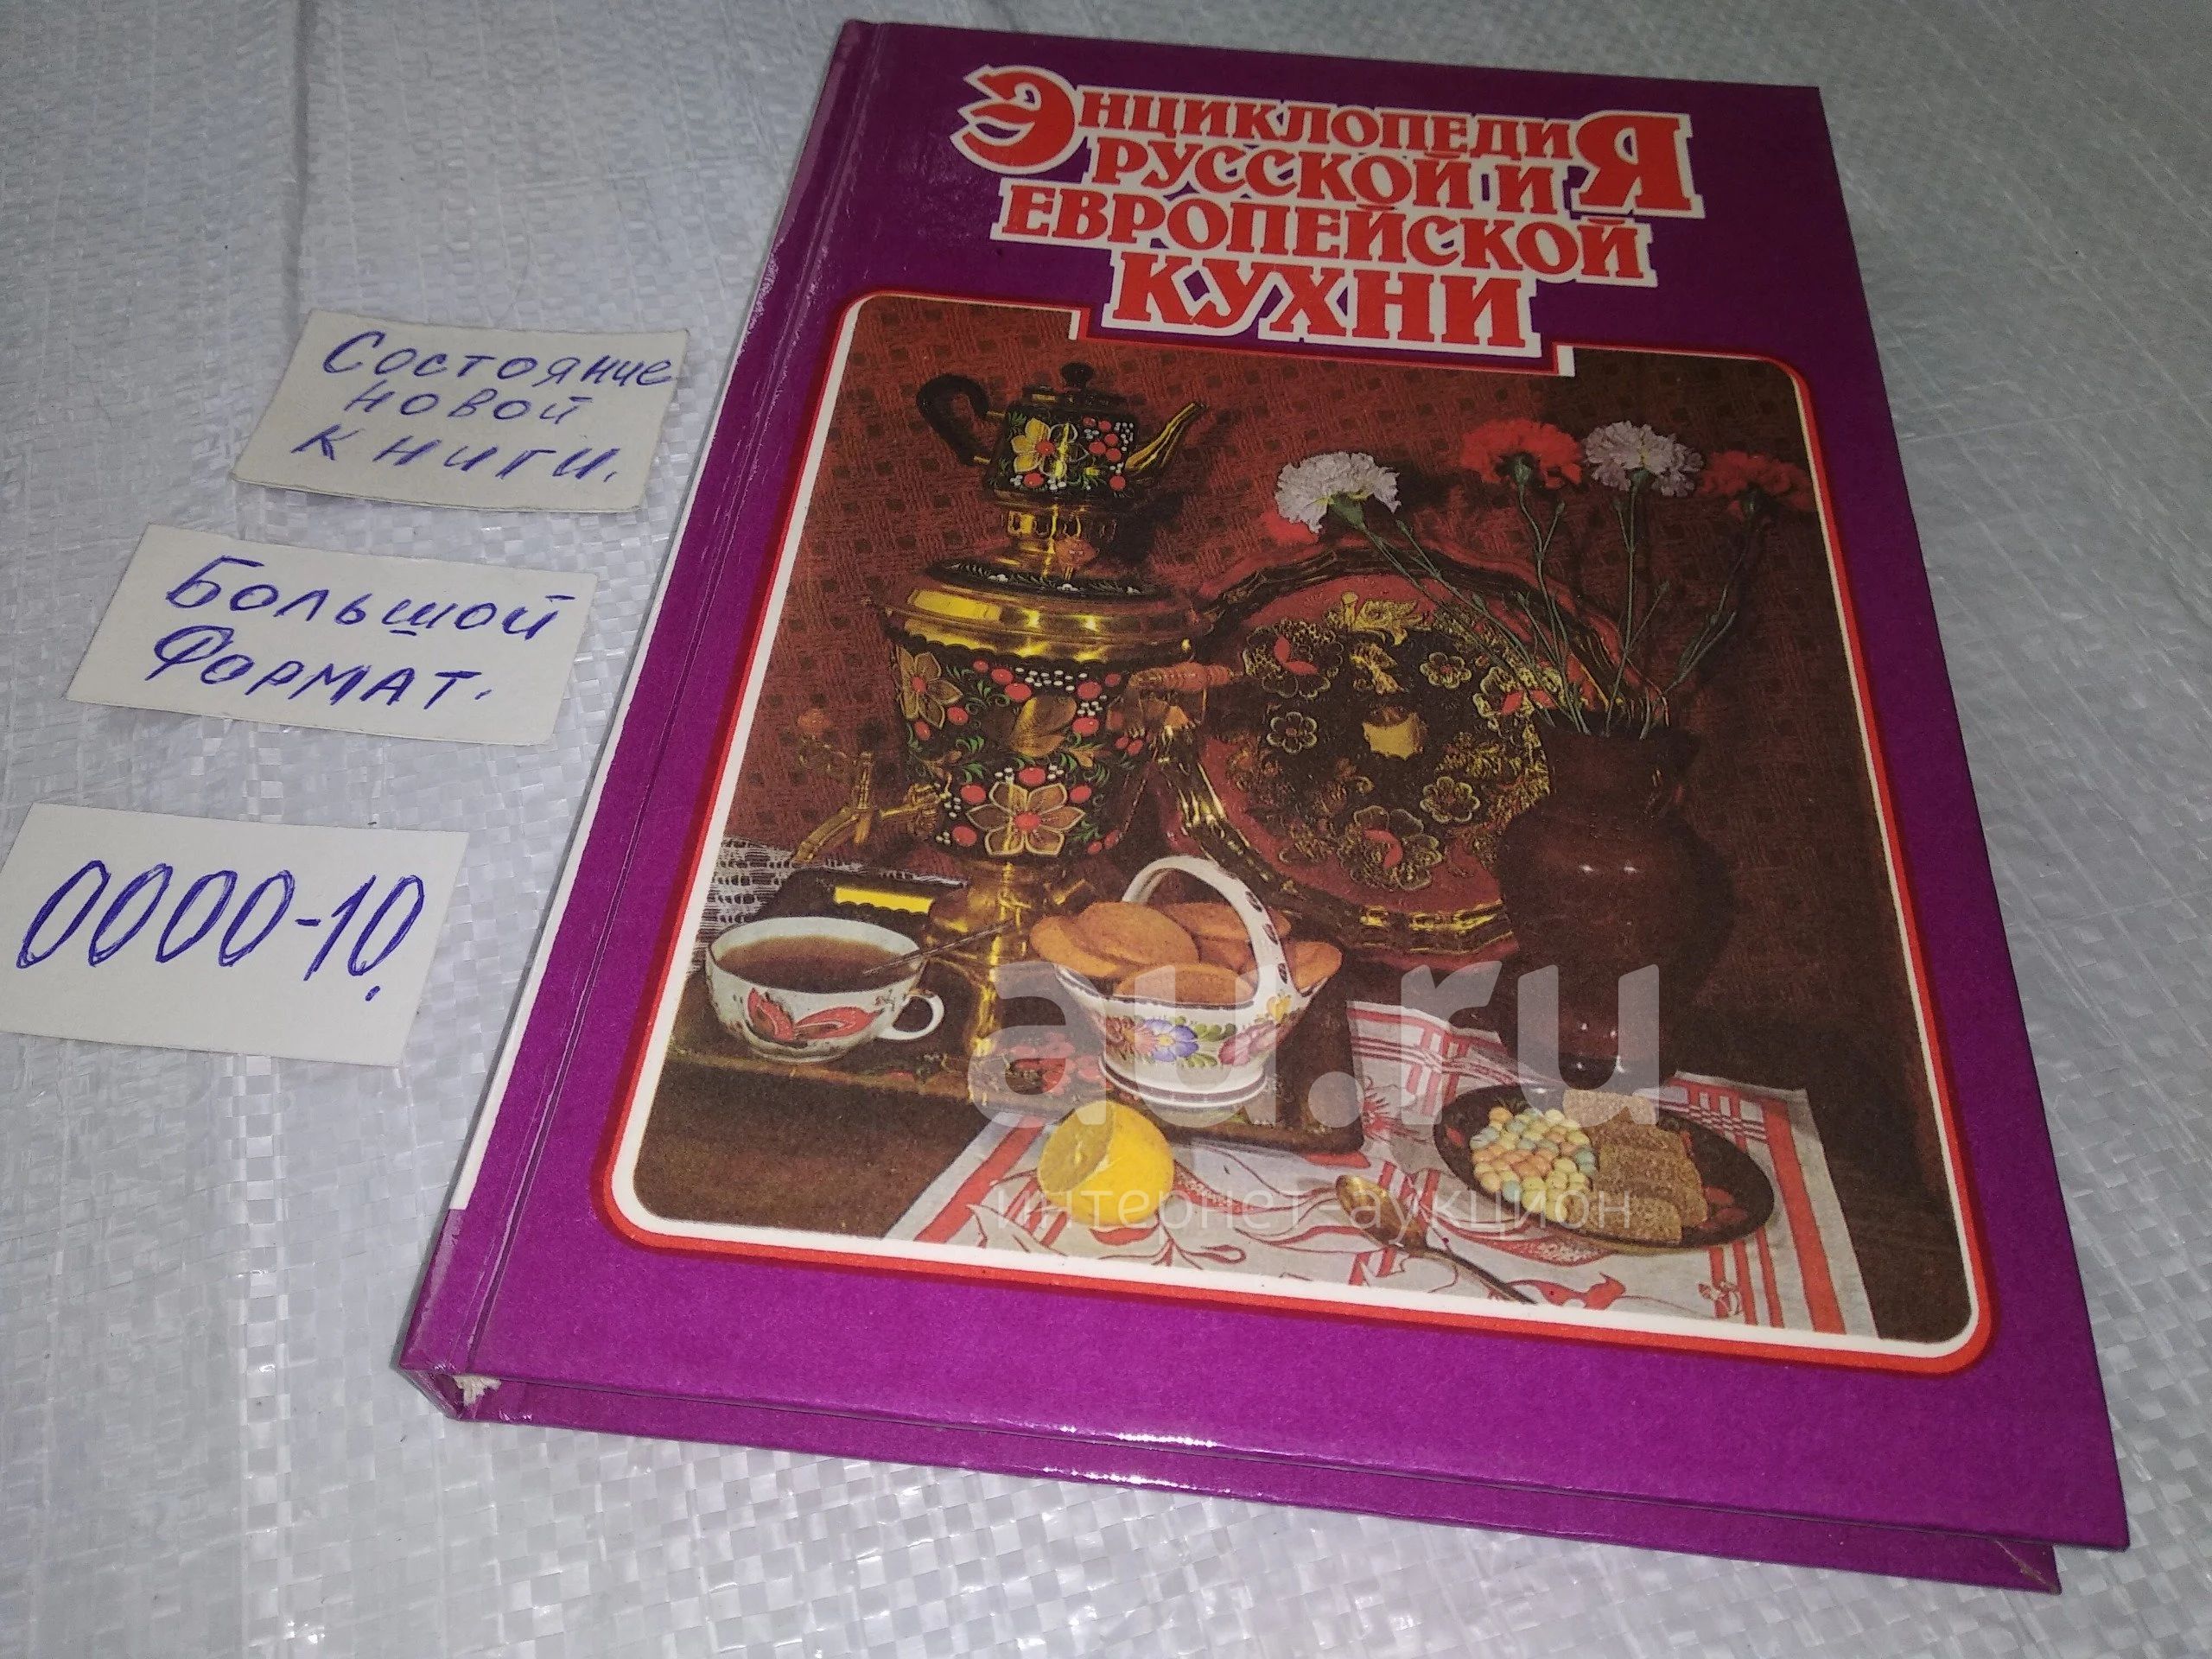 ЭНЦИКЛОПЕДИЯ
РУССКОЙ И
ЕВРОПЕЙСКОЙ
КУХНИ
Состояние
новой
книги.
Большой
Формат.
0000-10.
au.ru
интернет-аукцион